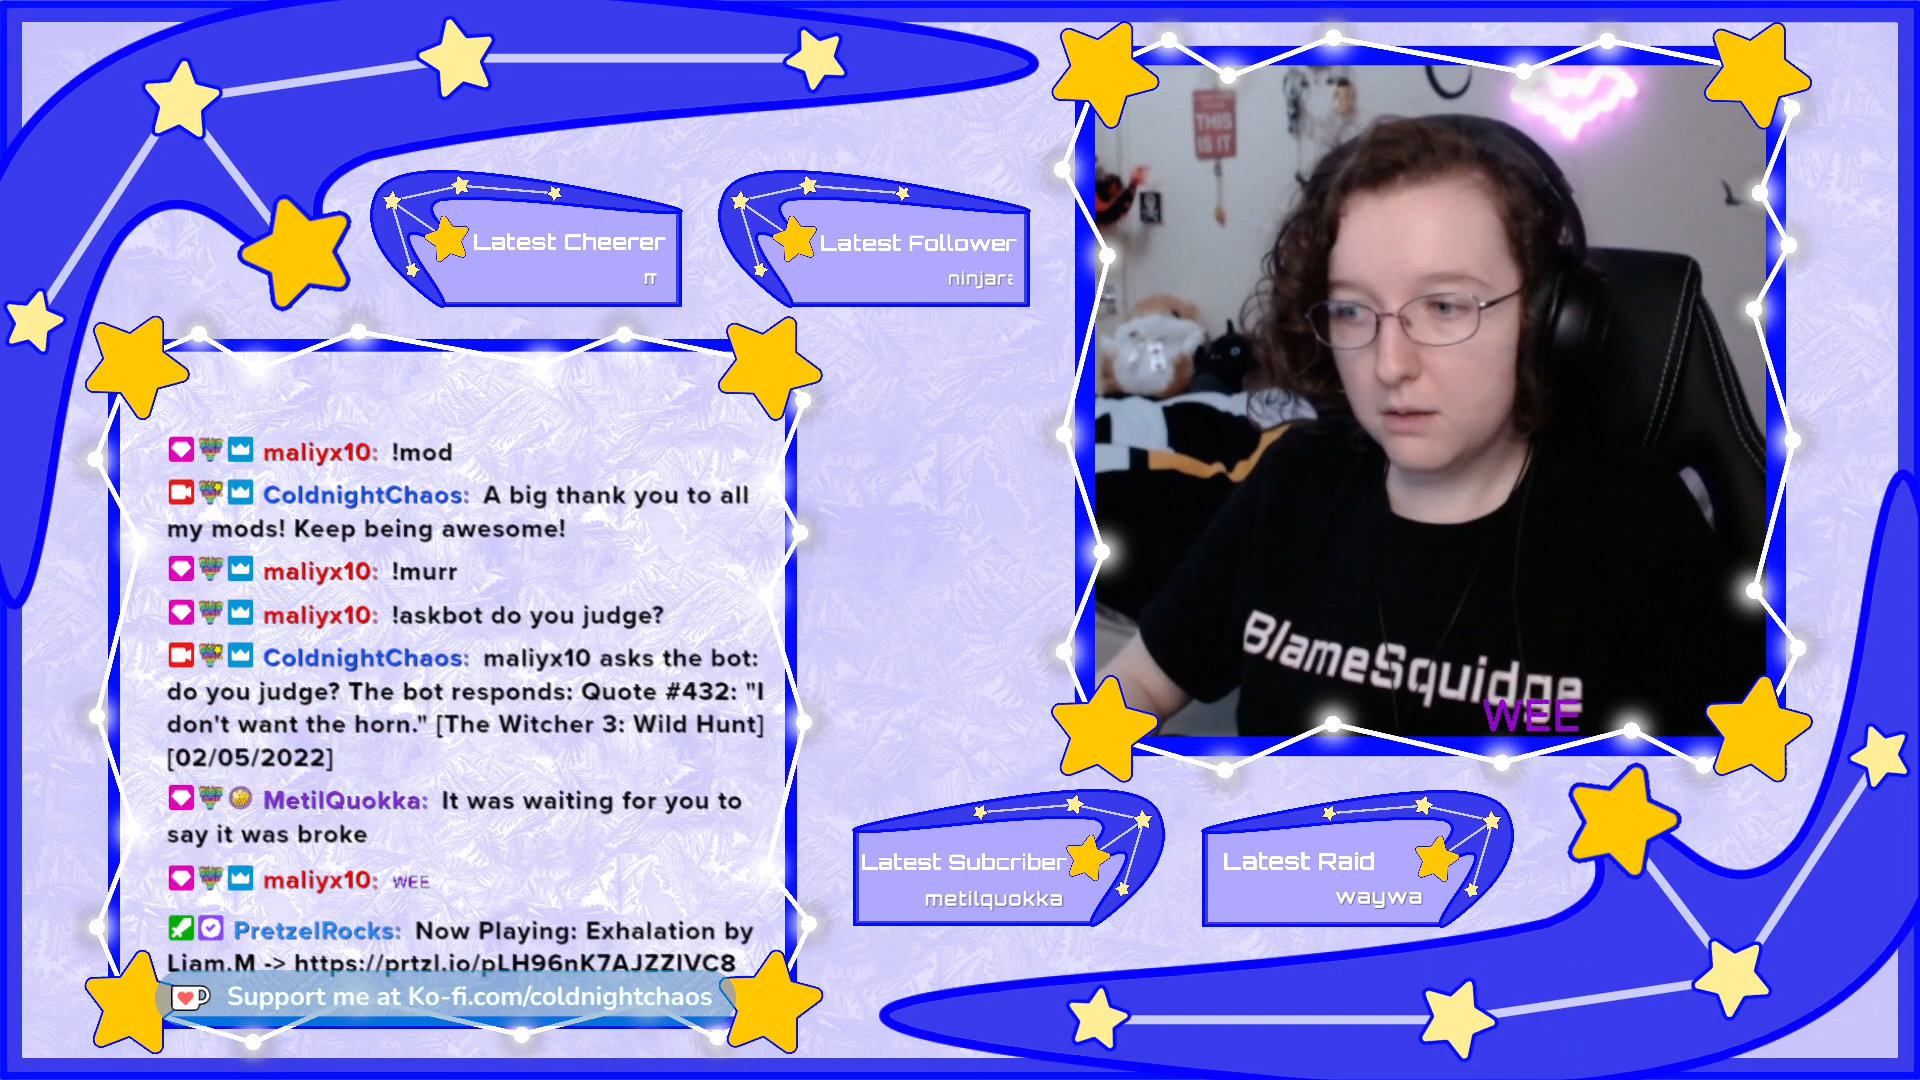 Latest Cheerer
Latest Follower
THIS
IS IT
maliyx10: !mod
ColdnightChaos: A big thank you to all
my mods! Keep being awesome!
maliyx10: !murr
maliyx10: !askbot do you judge?
ColdnightChaos: maliyx10 asks the bot:
do you judge? The bot responds: Quote #432: "I
don't want the horn." [The Witcher 3: Wild Hunt]
[02/05/2022]
MetilQuokka: It was waiting for you to
say it was broke
maliyx10: WEE
PretzelRocks: Now Playing: Exhalation by
Liam.M -> https://prtzl.io/pLH96nK7AJZZlVC8
Support me at Ko-fi.com/coldnightchaos
BlameSquidge
WEE
Latest Subcriber
metilquokka
Latest Raid
waywa